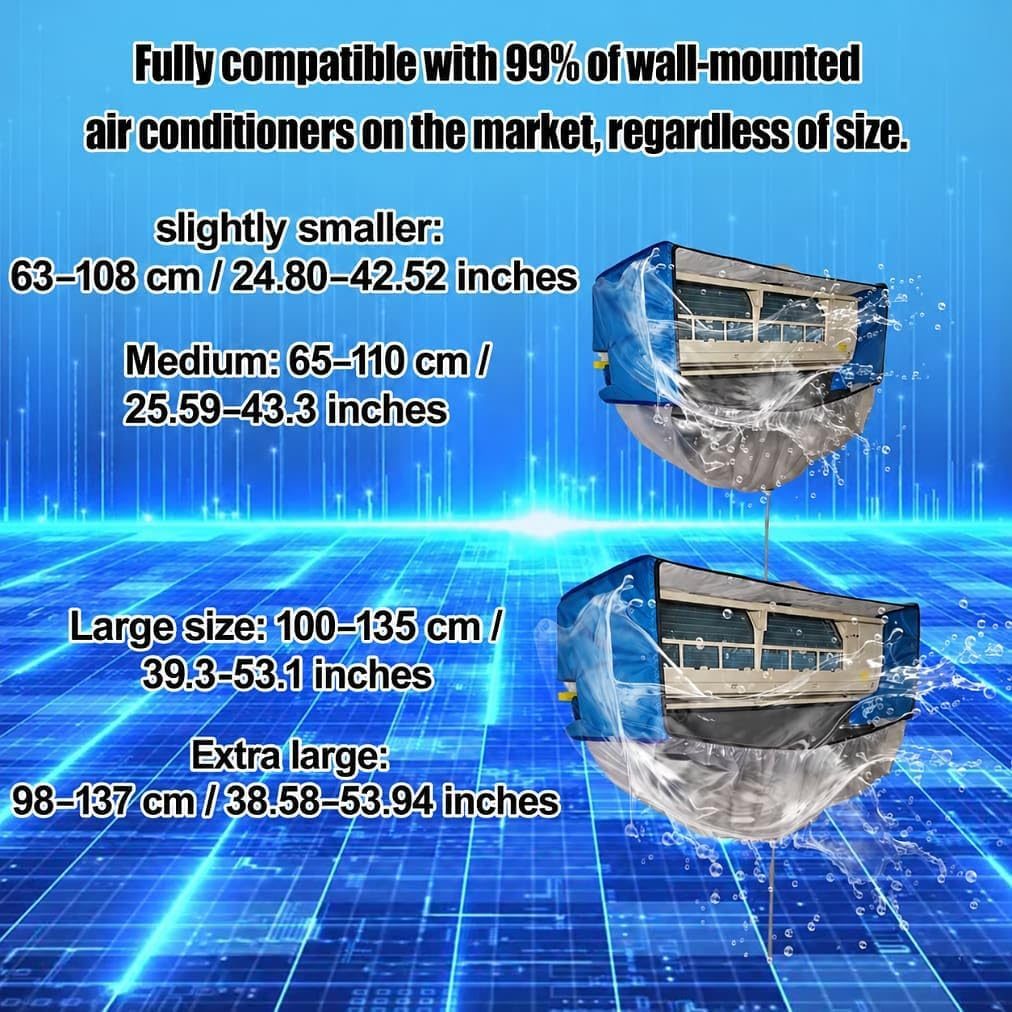 Fully compatible with 99% of wall-mounted
air conditioners on the market, regardless of size.
slightly smaller:
63–108 cm / 24.80–42.52 inches
Medium: 65–110 cm /
25.59–43.3 inches
Large size: 100–135 cm /
39.3-53.1 inches
Extra large:
98–137 cm / 38.58–53.94 inches